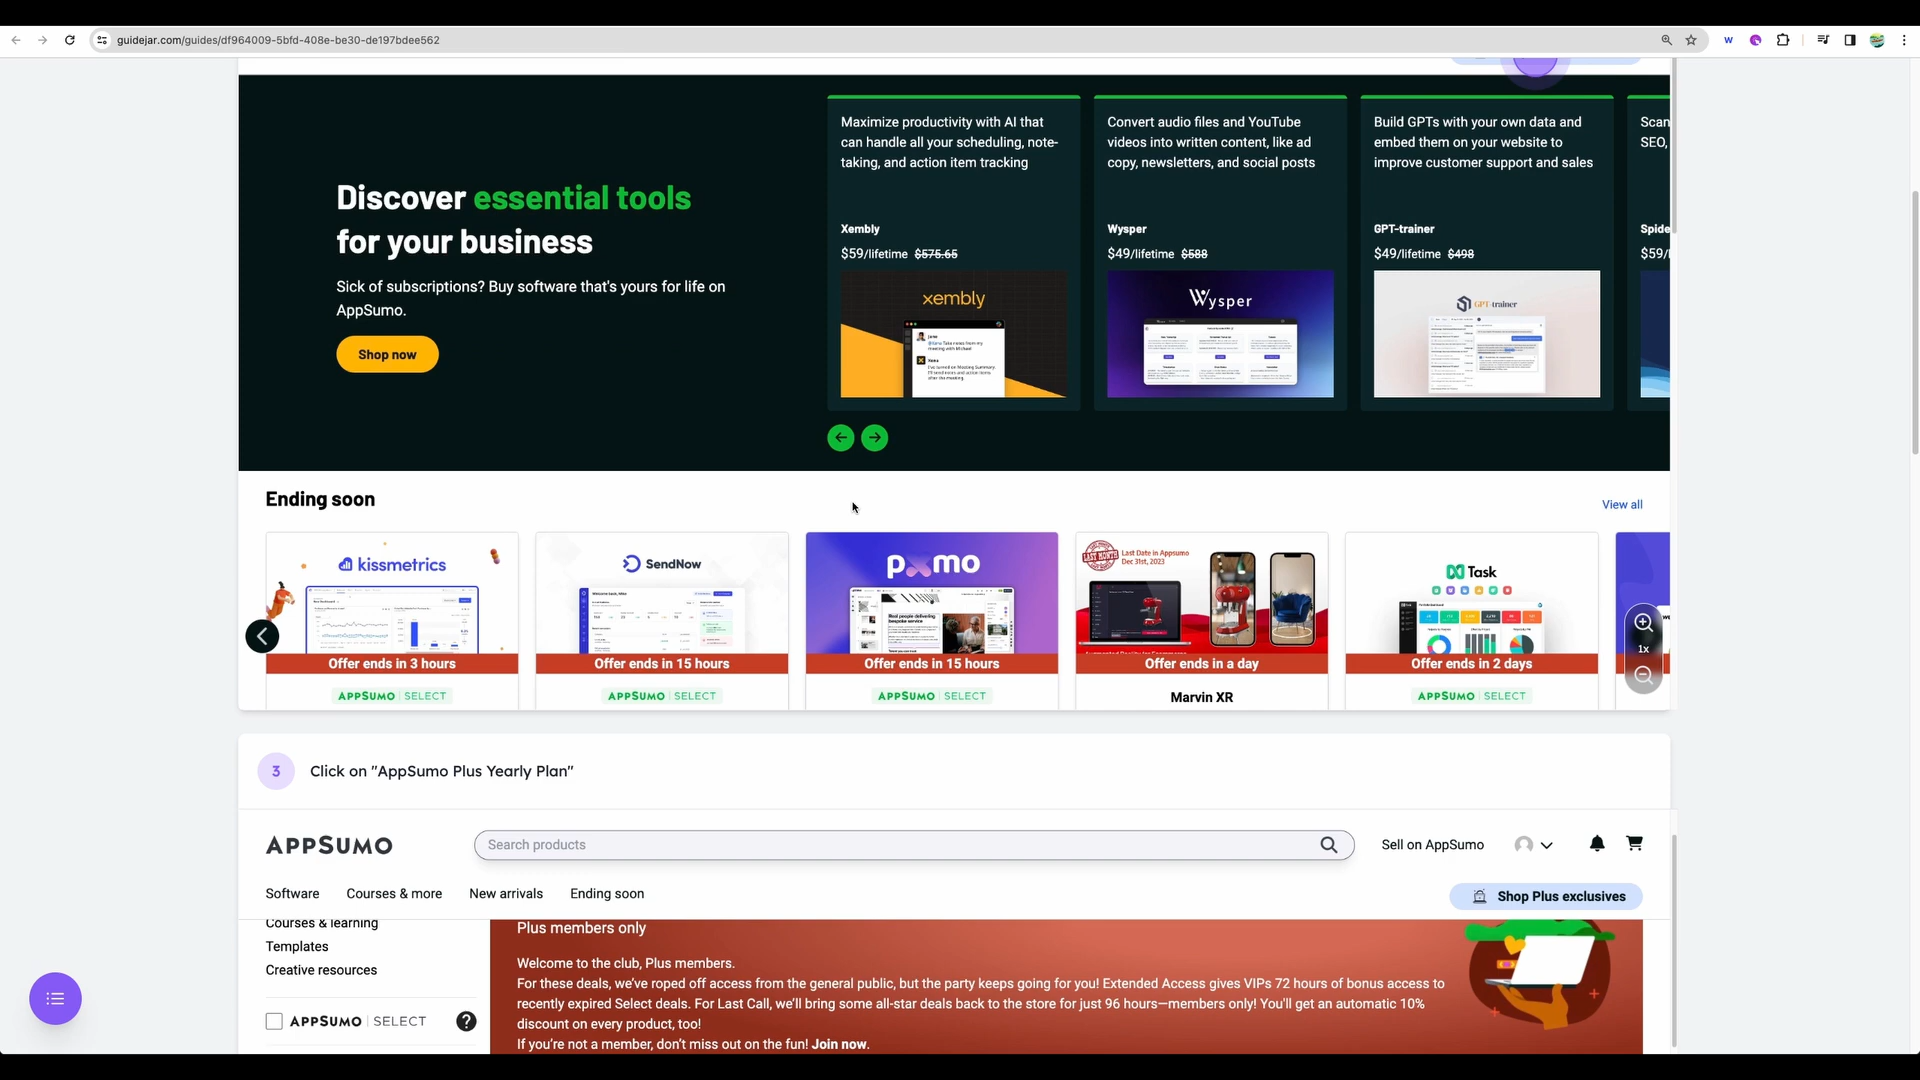 guidejar.com/guides/df964009-5bfd-408e-be30-de197bdee562
Discover essential tools
for your business
Sick of subscriptions? Buy software that's yours for life on
AppSumo.
Shop now
Maximize productivity with AI that
can handle all your scheduling, note-
taking, and action item tracking
Xembly
$59/lifetime $575.65
xembly
Convert audio files and YouTube
videos into written content, like ad
copy, newsletters, and social posts
Wysper
$49/lifetime $588
Wysper
Build GPTs with your own data and
embed them on your website to
improve customer support and sales
GPT-trainer
$49/lifetime $498
GPT-trainer
Scan
SEO,
Spide
$59/l
Ending soon
View all
kissmetrics
Offer ends in 3 hours
APPSUMO | SELECT
SendNow
Offer ends in 15 hours
APPSUMO | SELECT
pxmo
Offer ends in 15 hours
APPSUMO | SELECT
Last Date in Appsumo
Dec 31st, 2023
Offer ends in a day
Marvin XR
Task
Offer ends in 2 days
APPSUMO | SELECT
1x
3
Click on "AppSumo Plus Yearly Plan"
APPSUMO
Search products
Sell on AppSumo
Software
Courses & more
New arrivals
Ending soon
Shop Plus exclusives
Courses & learning
Templates
Creative resources
APPSUMO | SELECT
?
Plus members only
Welcome to the club, Plus members.
For these deals, we've roped off access from the general public, but the party keeps going for you! Extended Access gives VIPs 72 hours of bonus access to
recently expired Select deals. For Last Call, we'll bring some all-star deals back to the store for just 96 hours—members only! You'll get an automatic 10%
discount on every product, too!
If you're not a member, don't miss out on the fun! Join now.